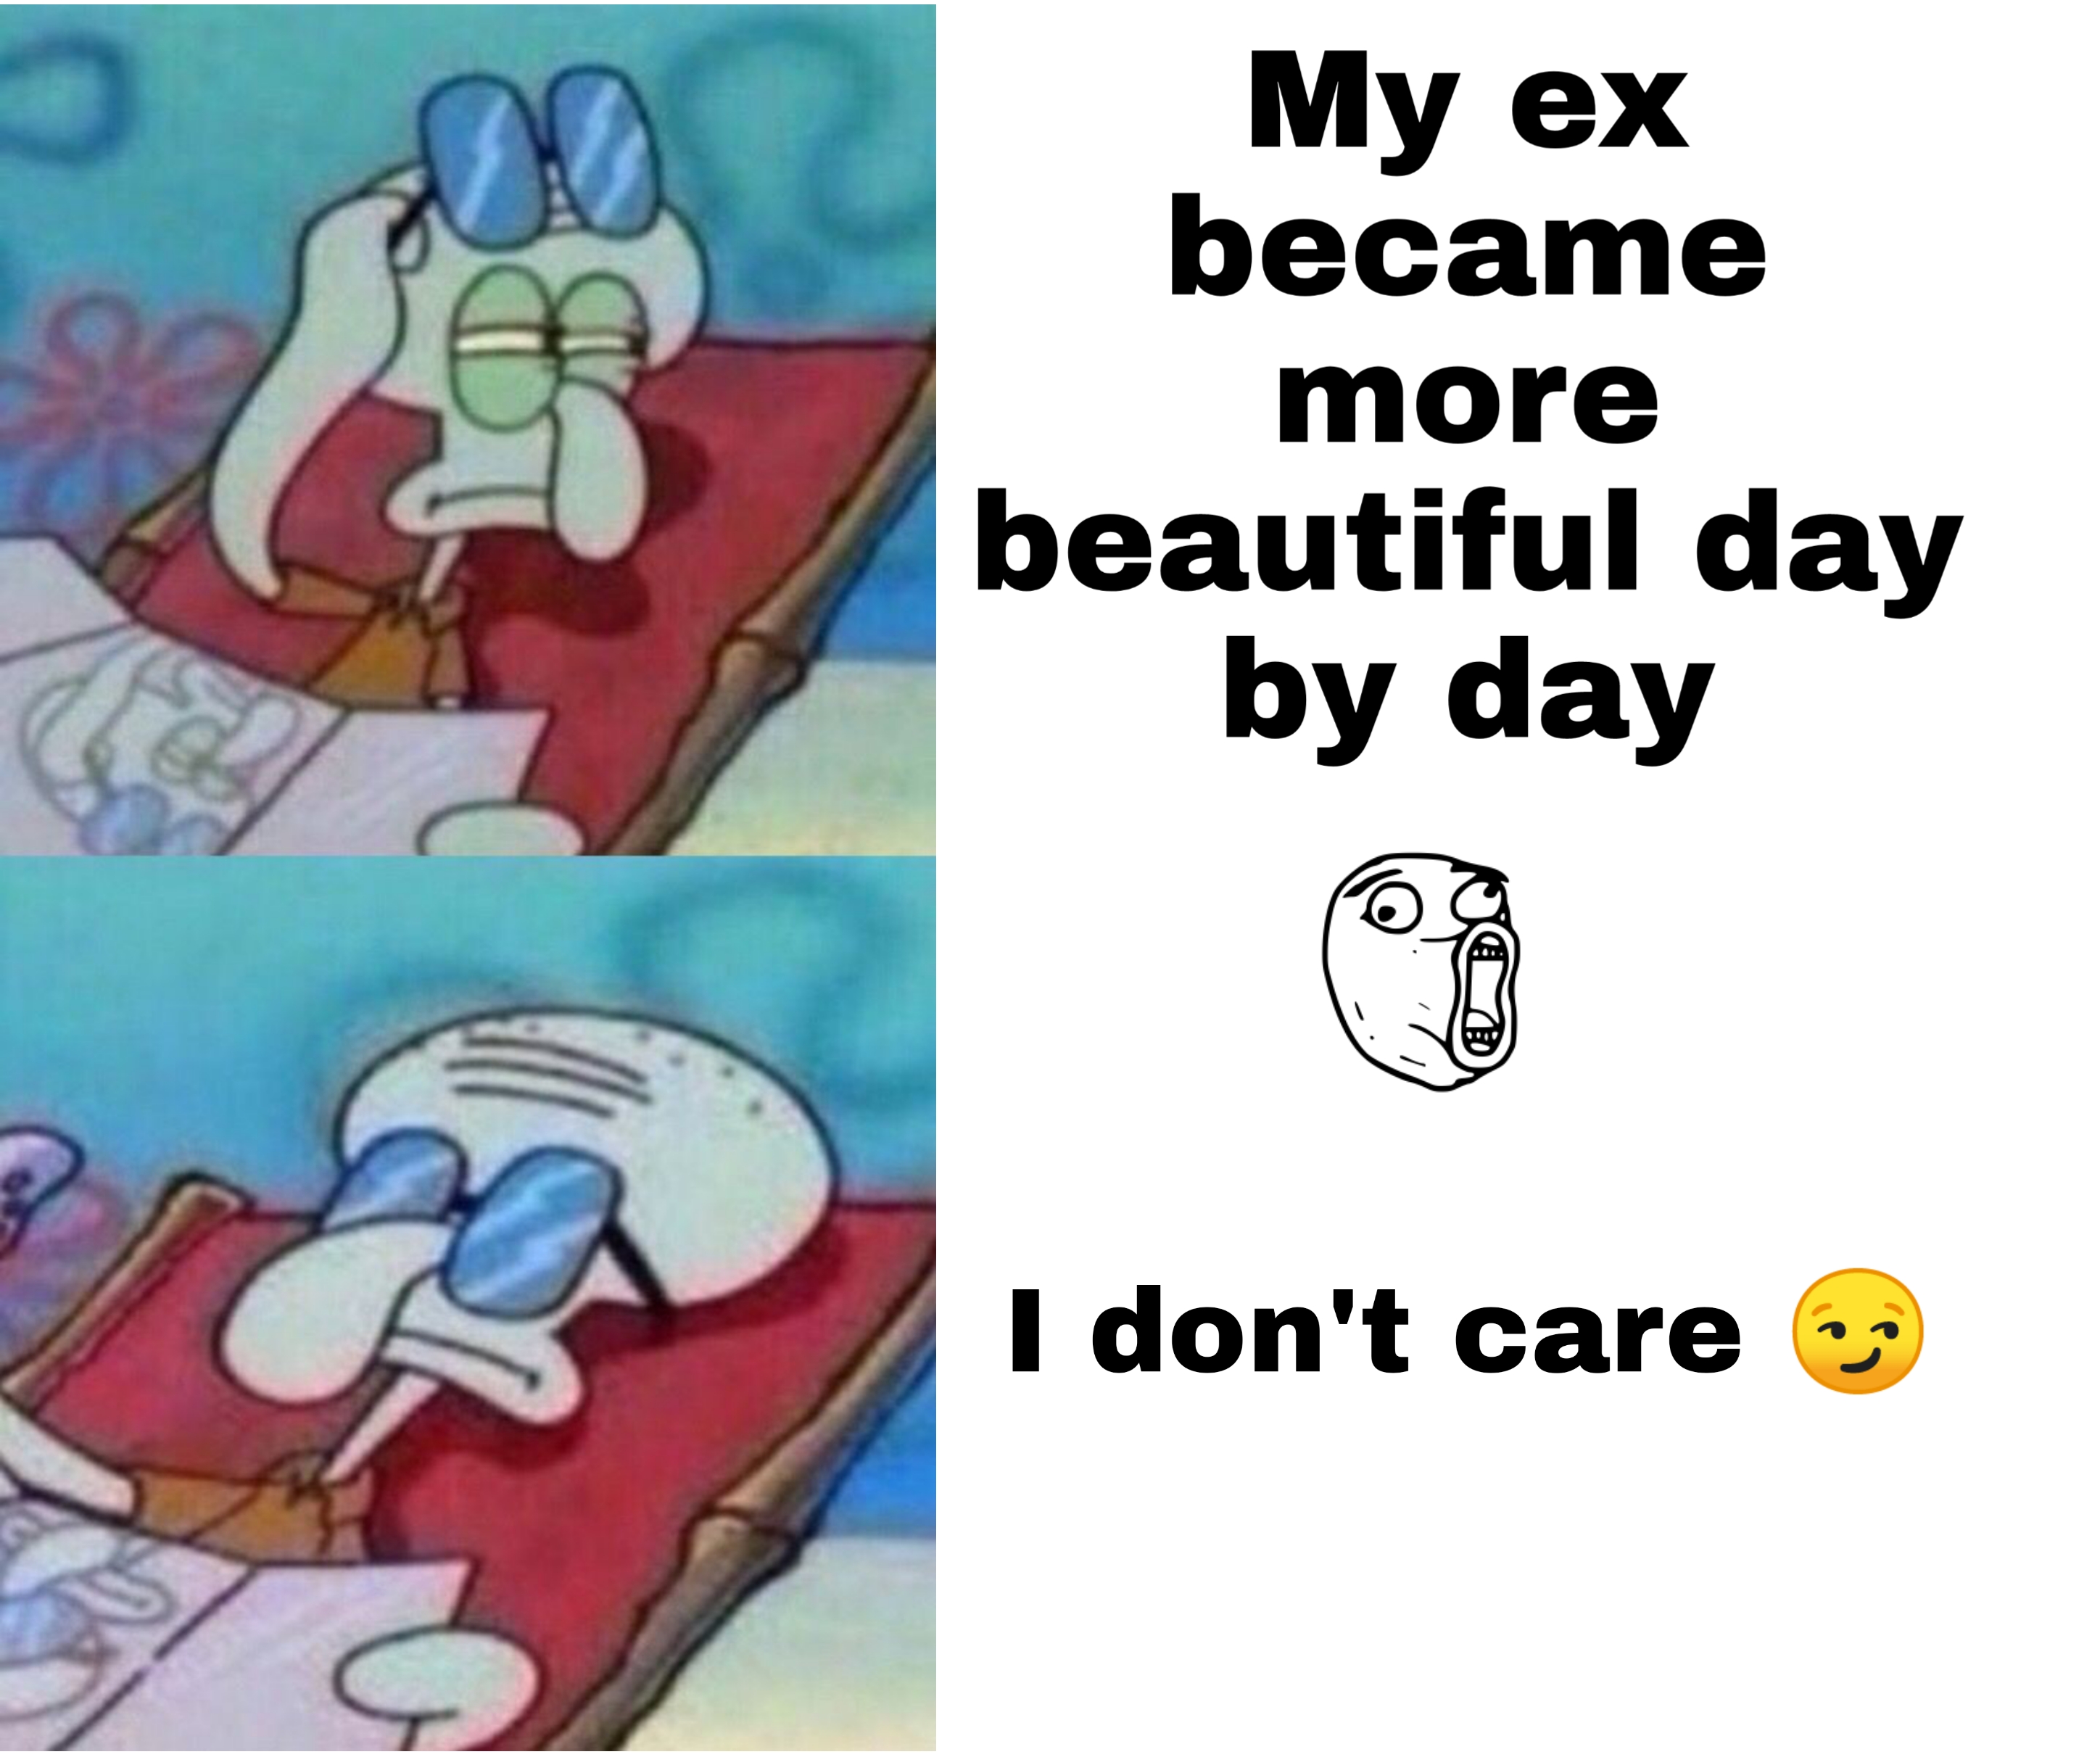 My ex
became
more
beautiful day
by day
I don't care 😏